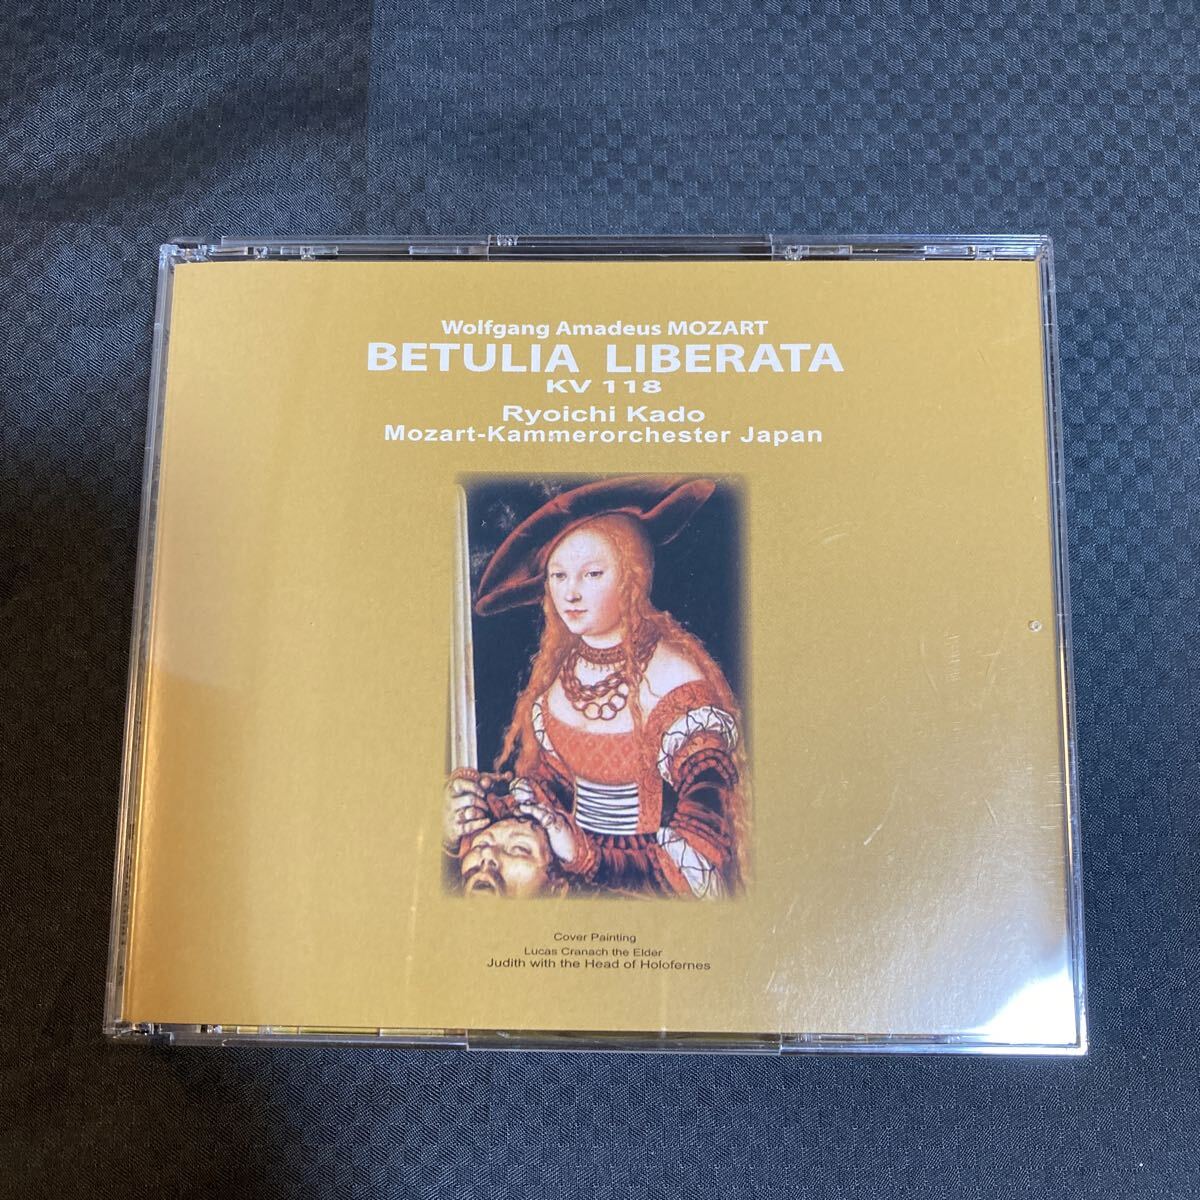 Wolfgang Amadeus MOZART
BETULIA LIBERATA
KV 118
Ryoichi Kado
Mozart-Kammerorchester Japan
Cover Painting
Lucas Cranach the Elder
Judith with the Head of Holofernes